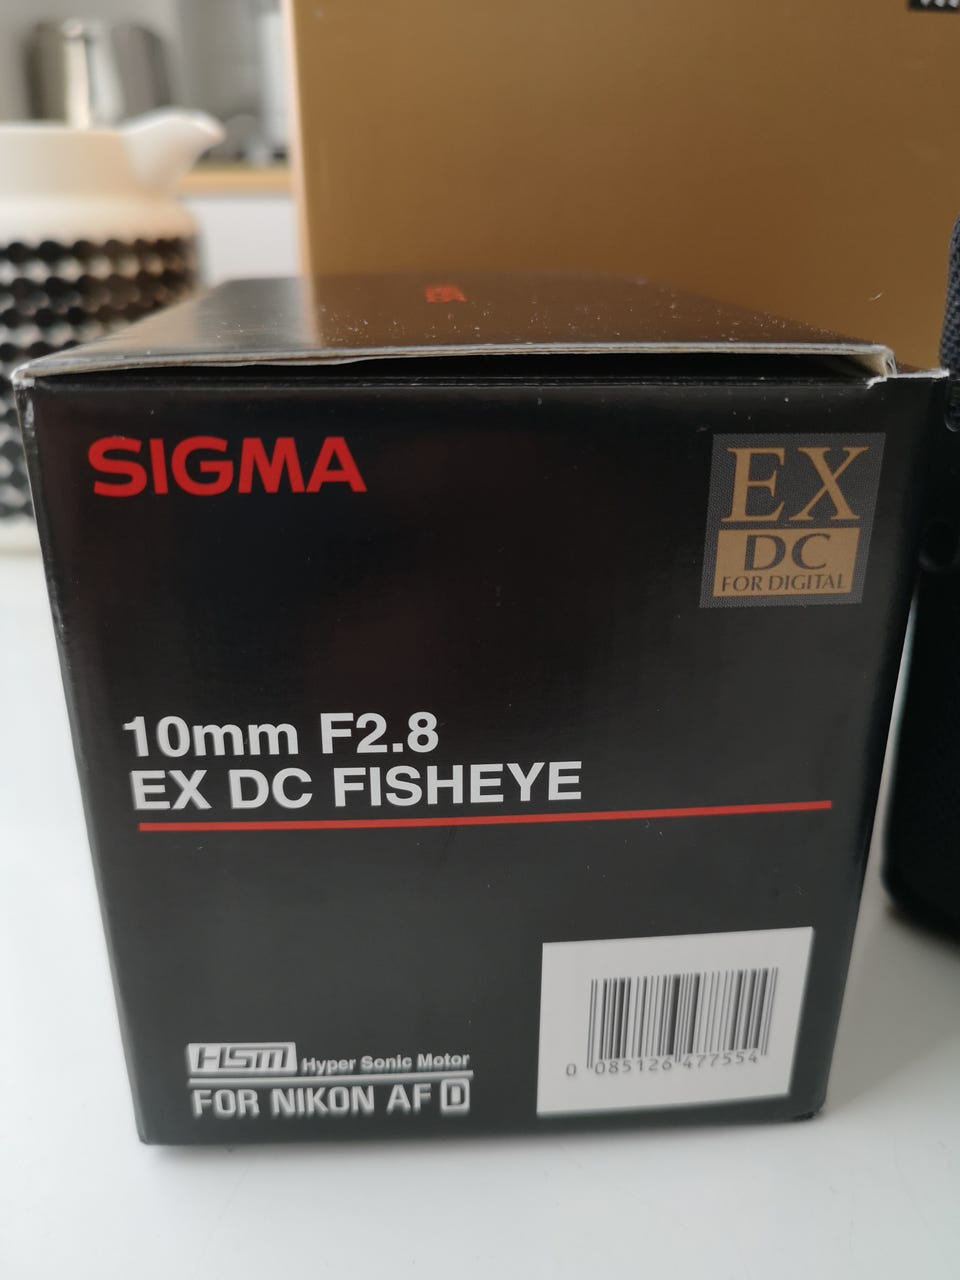 SIGMA
EX
DC
FOR DIGITAL
10mm F2.8
EX DC FISHEYE
HSM Hyper Sonic Motor
FOR NIKON AF D
0 085126 477554